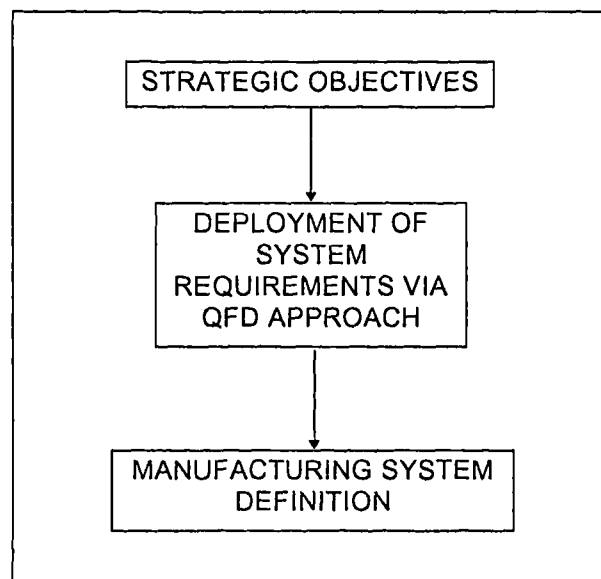 STRATEGIC OBJECTIVES
DEPLOYMENT OF
SYSTEM
REQUIREMENTS VIA
QFD APPROACH
MANUFACTURING SYSTEM
DEFINITION